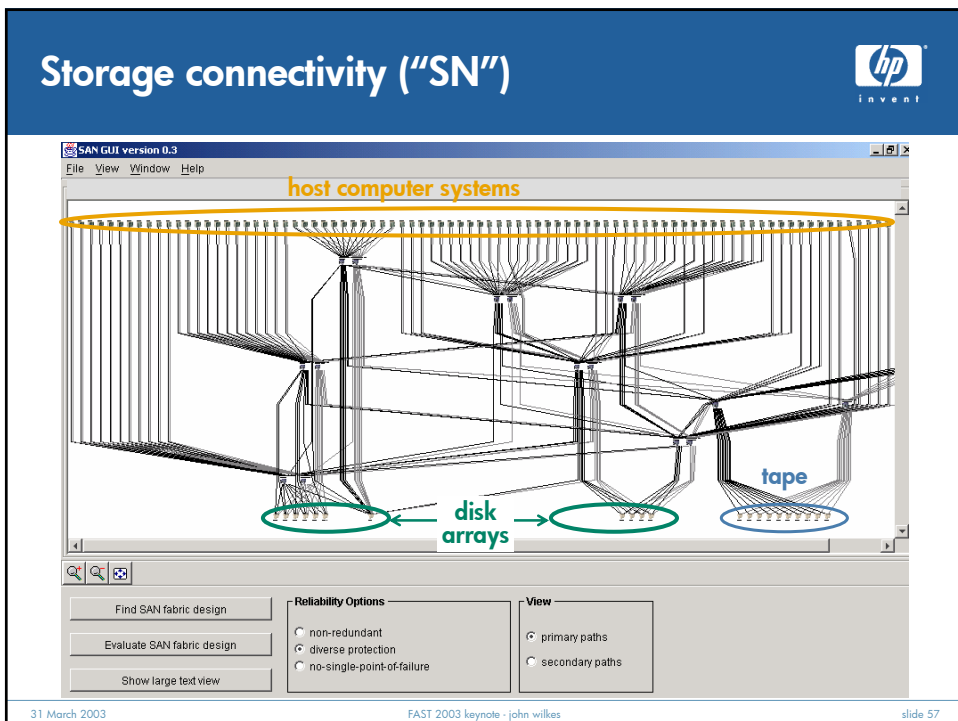 Storage connectivity (“SN”)
hp
invent
SAN GUI version 0.3
File View Window Help
host computer systems
tape
disk
arrays
Find SAN fabric design
Evaluate SAN fabric design
Show large text view
Reliability Options
non-redundant
diverse protection
no-single-point-of-failure
View
primary paths
secondary paths
31 March 2003
FAST 2003 keynote - john wilkes
slide 57